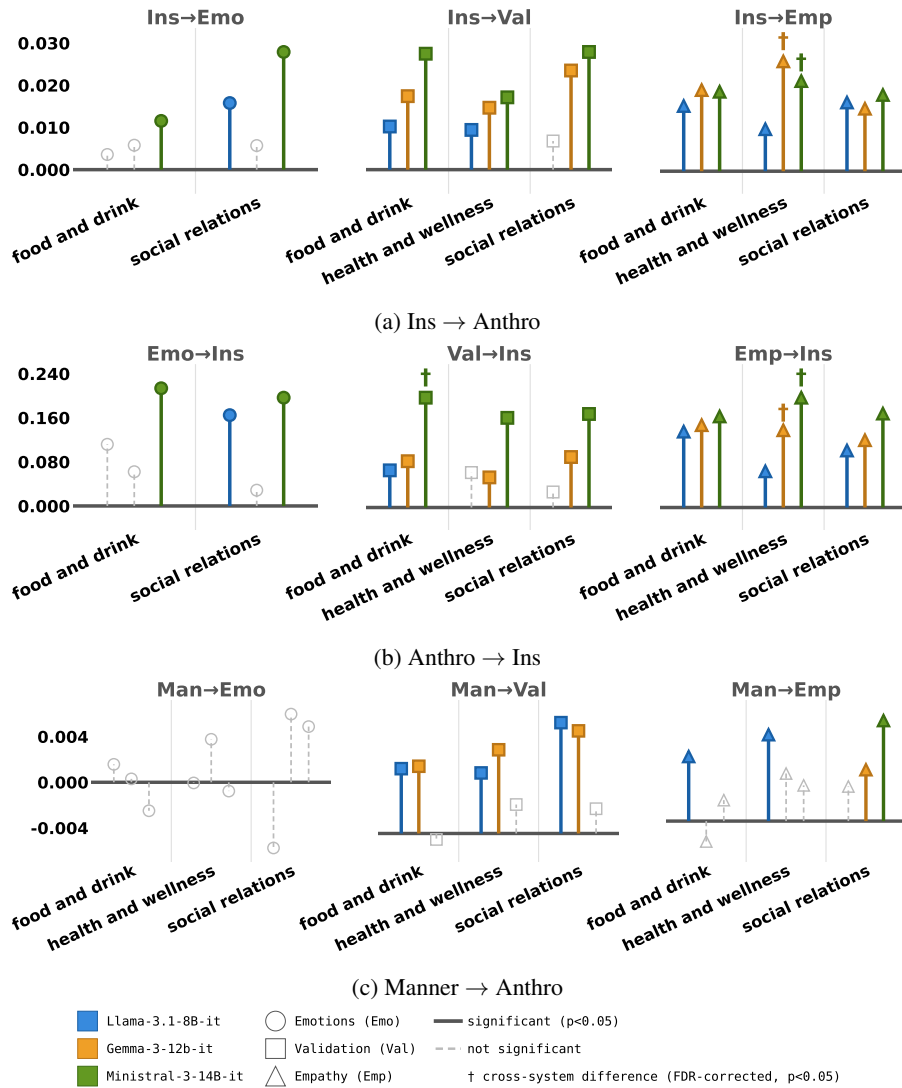 Ins→Emo Ins→Val Ins→Emp
0.030
0.020
0.010
0.000
† †
food and drink social relations food and drink health and wellness social relations food and drink health and wellness social relations
(a) Ins → Anthro
Emo→Ins Val→Ins Emp→Ins
0.240
0.160
0.080
0.000
† † †
food and drink social relations food and drink health and wellness social relations food and drink health and wellness social relations
(b) Anthro → Ins
Man→Emo Man→Val Man→Emp
0.004
0.000
-0.004
food and drink health and wellness social relations food and drink health and wellness social relations food and drink health and wellness social relations
(c) Manner → Anthro
Llama-3.1-8B-it Emotions (Emo) significant (p<0.05)
Gemma-3-12b-it Validation (Val) not significant
Ministral-3-14B-it Empathy (Emp) † cross-system difference (FDR-corrected, p<0.05)